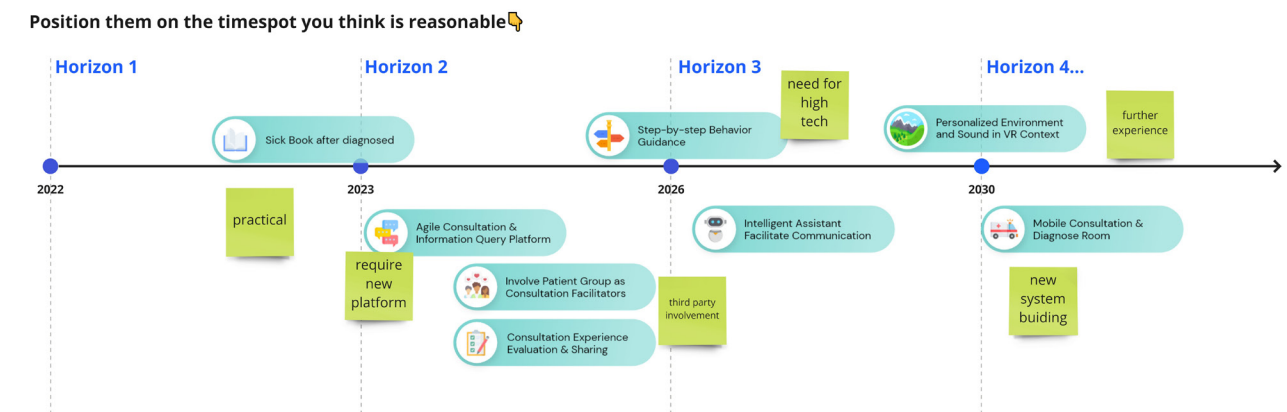 Position them on the timespot you think is reasonable👇
Horizon 1
Horizon 2
Horizon 3
Horizon 4...
need for
high
tech
further
experience
Sick Book after diagnosed
Step-by-step Behavior
Guidance
Personalized Environment
and Sound in VR Context
2022
2023
2026
2030
practical
Agile Consultation &
Information Query Platform
require
new
platform
Involve Patient Group as
Consultation Facilitators
Consultation Experience
Evaluation & Sharing
third party
involvement
Intelligent Assistant
Facilitate Communication
Mobile Consultation &
Diagnose Room
new
system
buiding